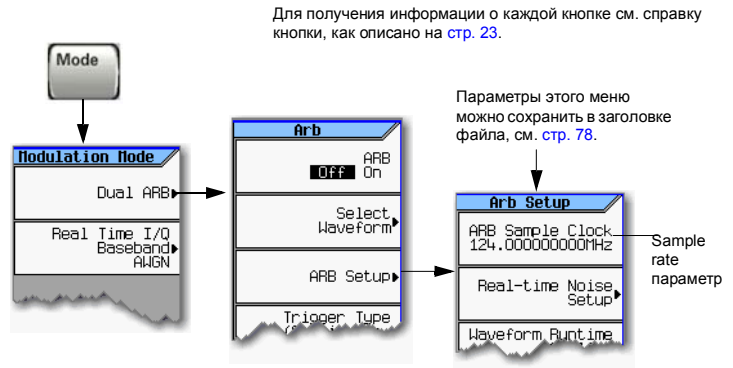 Для получения информации о каждой кнопке см. справку
кнопки, как описано на стр. 23.
Mode
Параметры этого меню
можно сохранить в заголовке
файла, см. стр. 78.
Modulation Mode
Dual ARB
Real Time I/Q
Baseband
AWGN
Arb
ARB
Off On
Select
Waveform
ARB Setup
Trigger Type
Arb Setup
ARB Sample Clock
124.000000000MHz
Real-time Noise
Setup
Waveform Runtime
Sample
rate
параметр